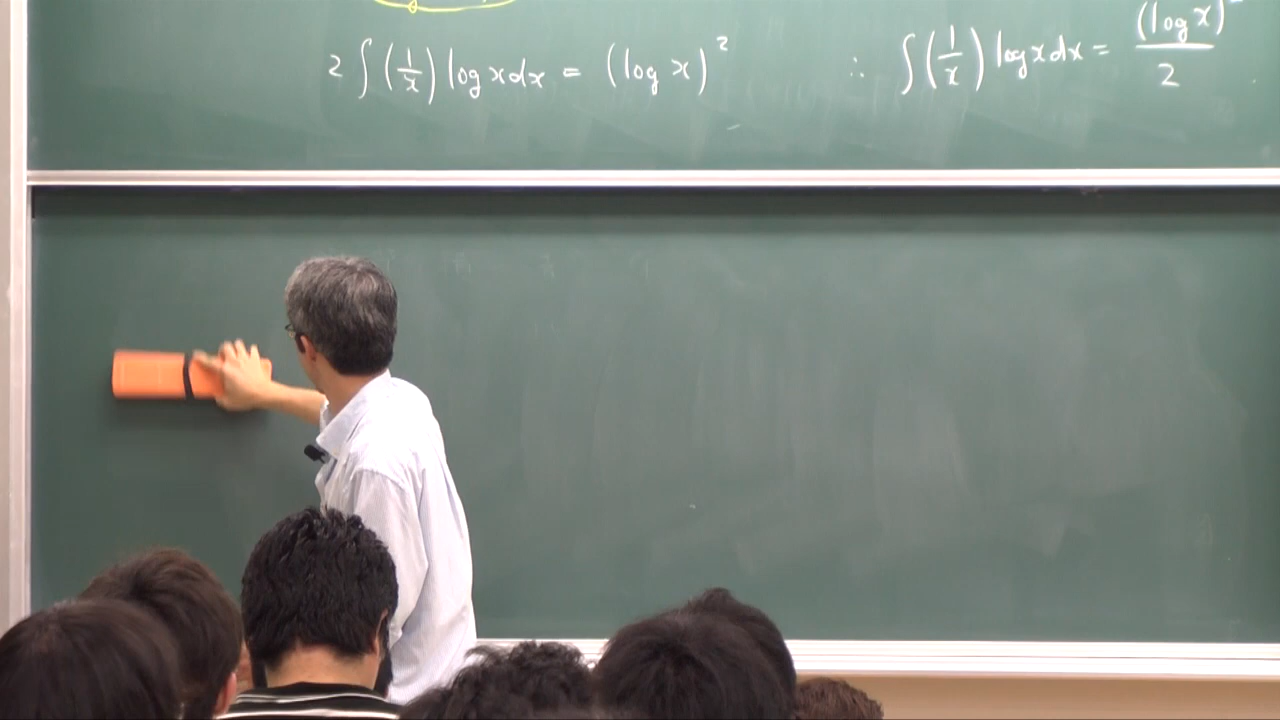 2 ∫ (1/x) log x dx = (log x)²  ∴  ∫ (1/x) log x dx = (log x)²/2